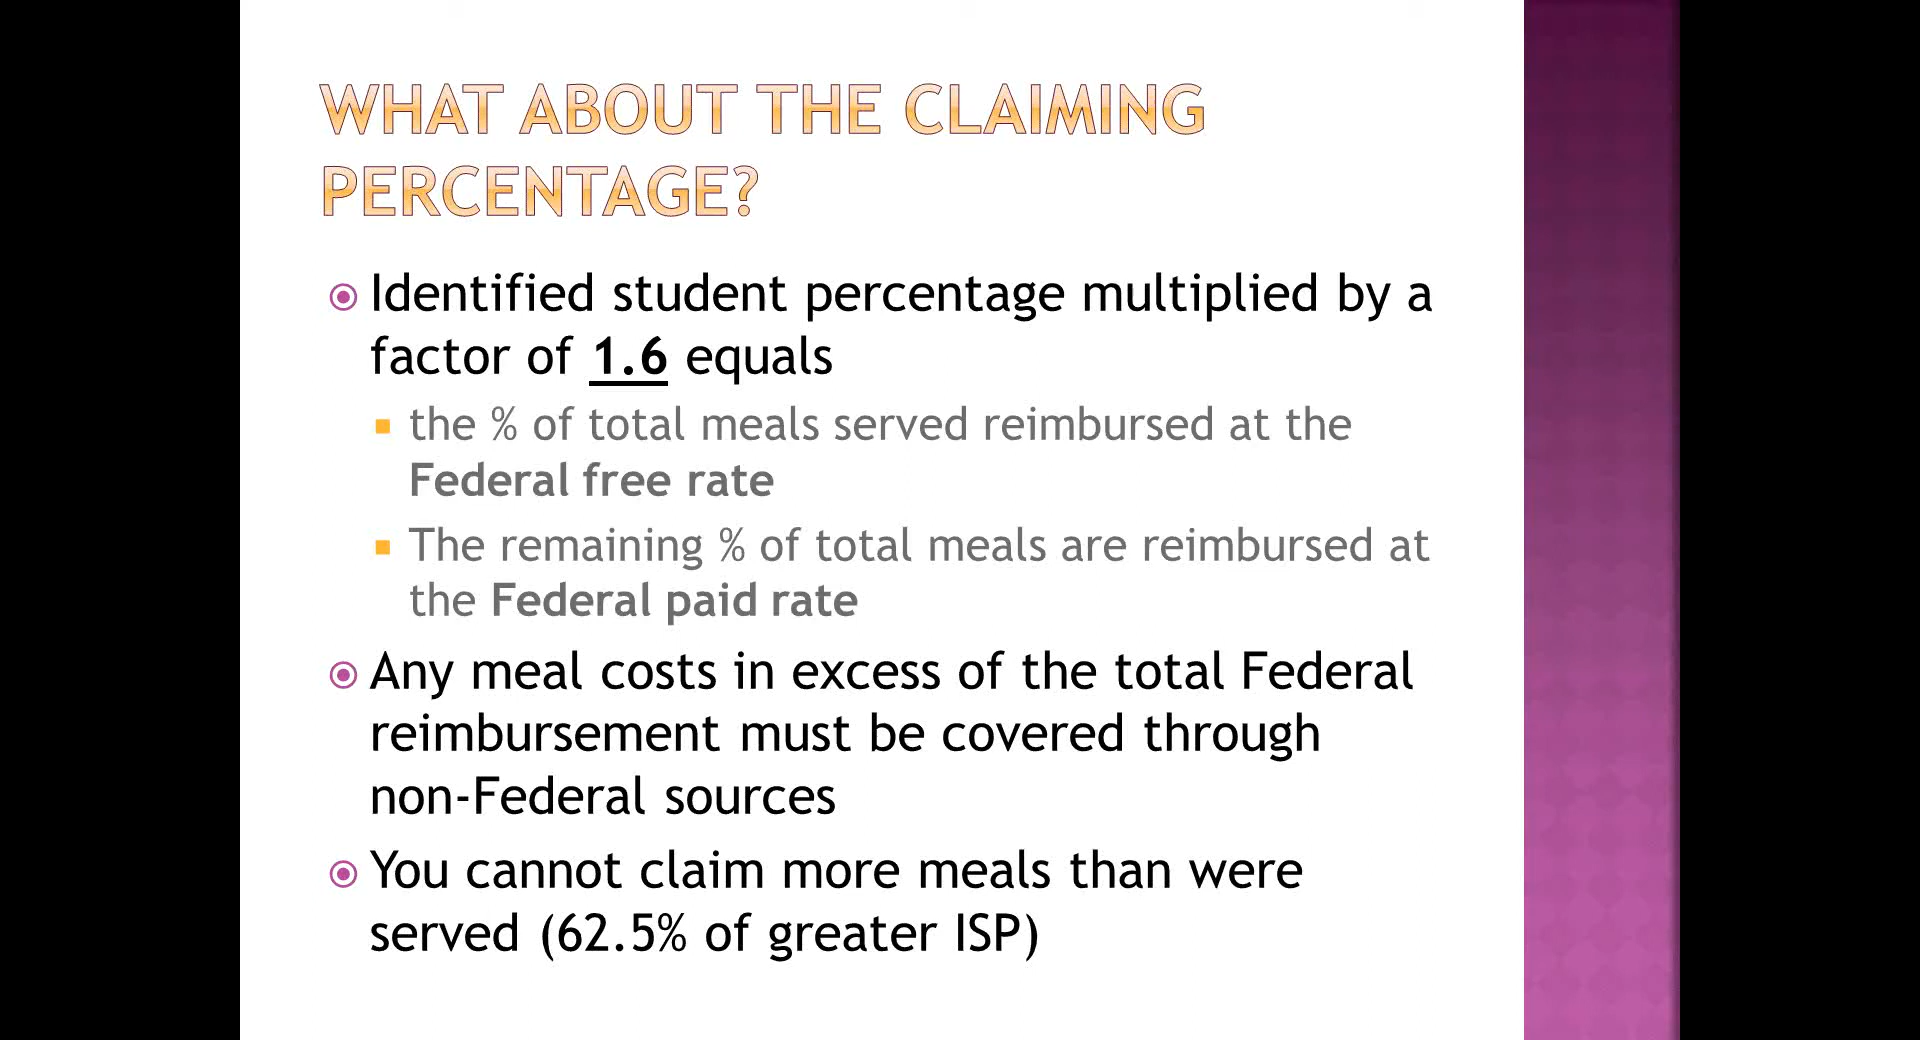 WHAT ABOUT THE CLAIMING
PERCENTAGE?
Identified student percentage multiplied by a
factor of 1.6 equals
the % of total meals served reimbursed at the
Federal free rate
The remaining % of total meals are reimbursed at
the Federal paid rate
Any meal costs in excess of the total Federal
reimbursement must be covered through
non-Federal sources
You cannot claim more meals than were
served (62.5% of greater ISP)